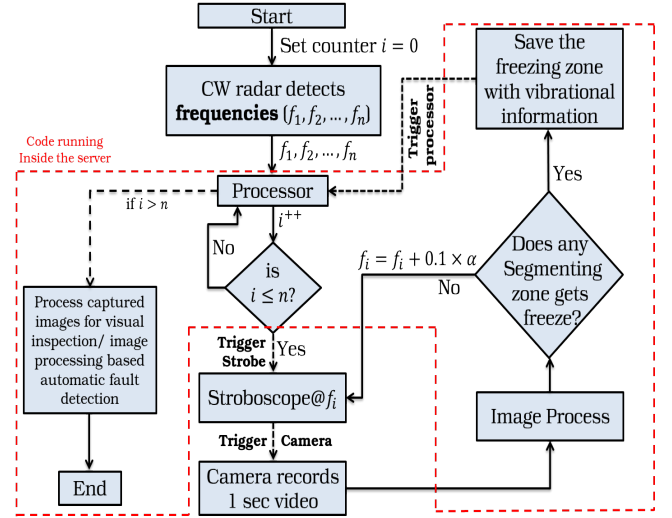 Start
Set counter i = 0
CW radar detects
frequencies (f₁, f₂, ..., fₙ)
f₁, f₂, ..., fₙ
Code running
Inside the server
Processor
if i > n
i⁺⁺
No
is
i ≤ n?
Yes
Trigger
Strobe
Stroboscope@fᵢ
Trigger Camera
Camera records
1 sec video
Image Process
Does any
Segmenting
zone gets
freeze?
No
fᵢ = fᵢ + 0.1 × α
Yes
Save the
freezing zone
with vibrational
information
Trigger
processor
Process captured
images for visual
inspection/ image
processing based
automatic fault
detection
End